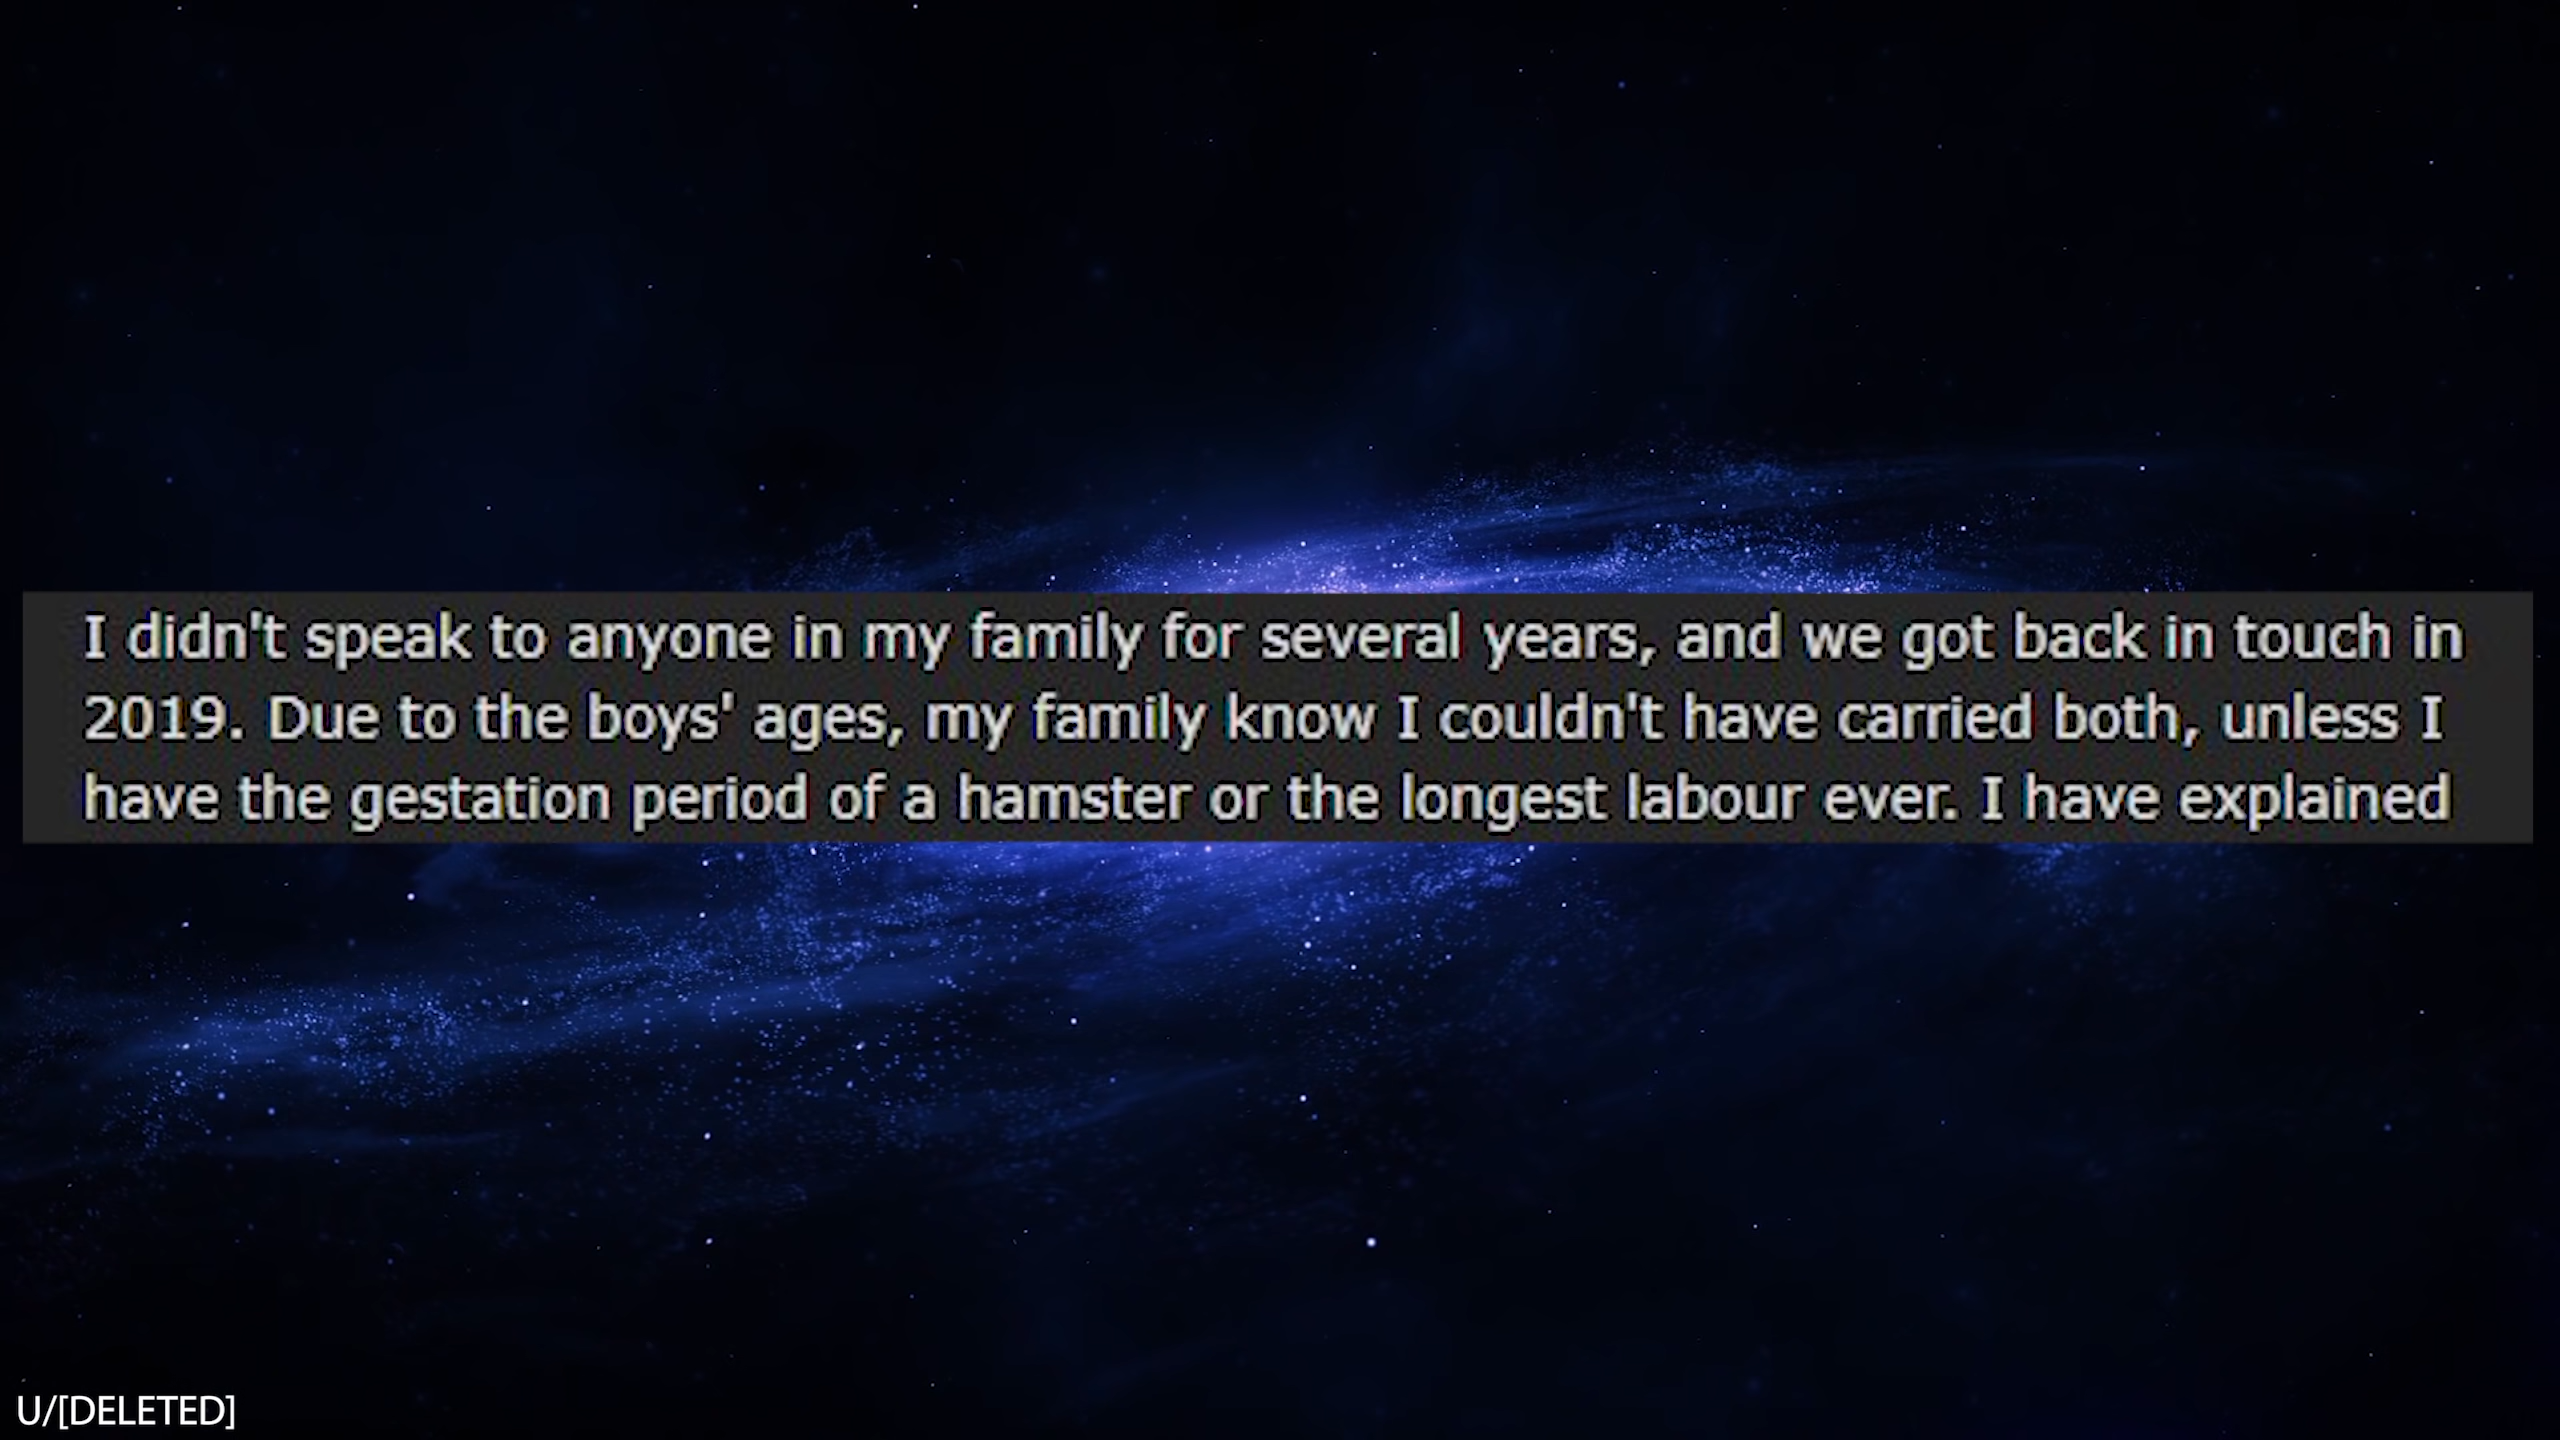 I didn't speak to anyone in my family for several years, and we got back in touch in
2019. Due to the boys' ages, my family know I couldn't have carried both, unless I
have the gestation period of a hamster or the longest labour ever. I have explained
U/[DELETED]